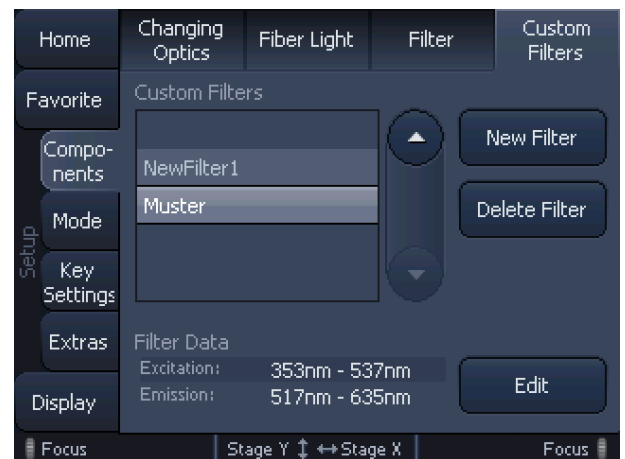 Home
Changing
Optics
Fiber Light
Filter
Custom
Filters
Favorite
Compo-
nents
Setup
Mode
Key
Settings
Extras
Display
Custom Filters
NewFilter1
Muster
New Filter
Delete Filter
Filter Data
Excitation: 353nm - 537nm
Emission: 517nm - 635nm
Edit
Focus
Stage Y ↕ ↔ Stage X
Focus